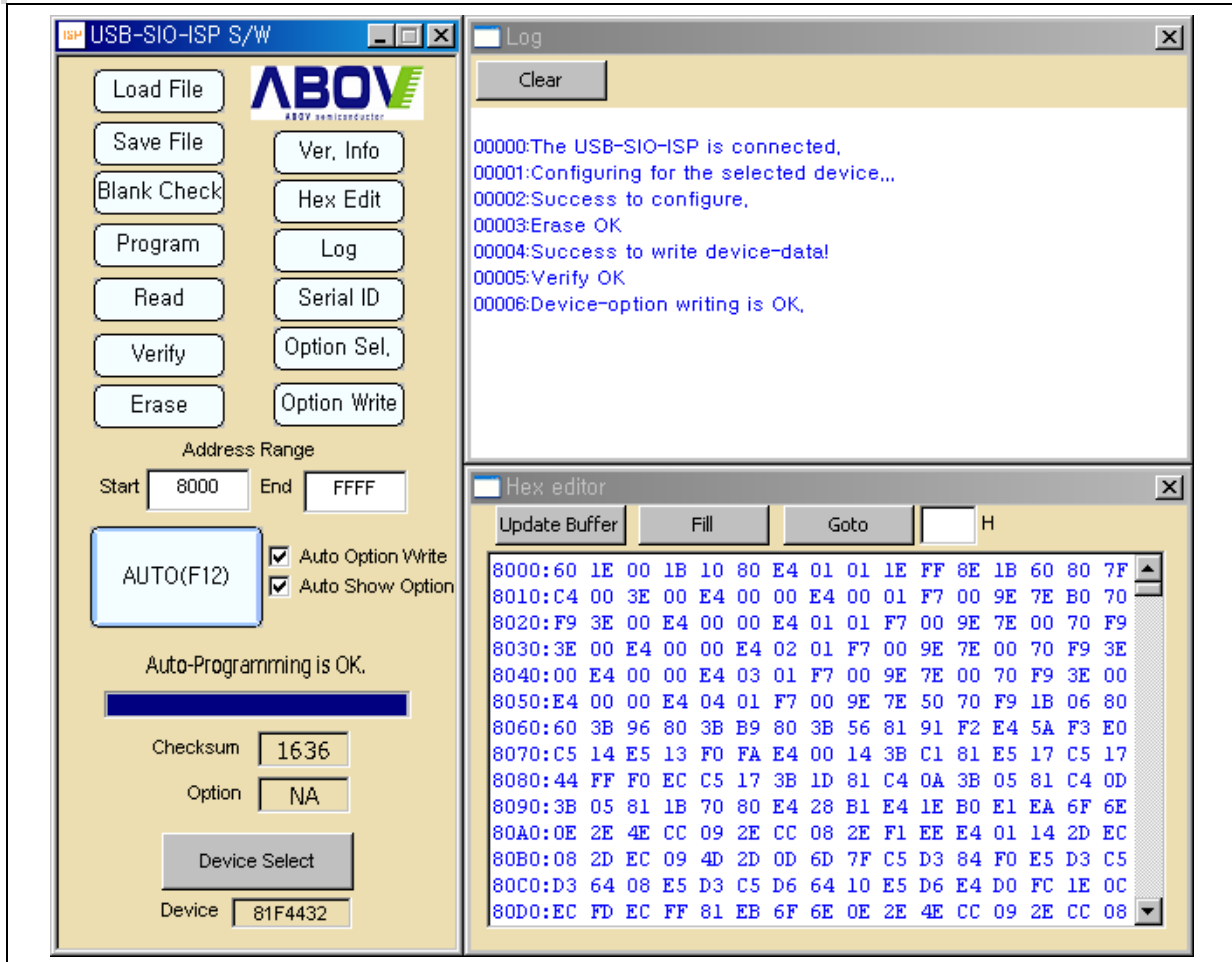 ISP USB-SIO-ISP S/W
Load File
ABOV
ABOV semiconductor
Save File
Ver, Info
Blank Check
Hex Edit
Program
Log
Read
Serial ID
Verify
Option Sel,
Erase
Option Write
Address Range
Start 8000 End FFFF
AUTO(F12)
Auto Option Write
Auto Show Option
Auto-Programming is OK.
Checksum 1636
Option NA
Device Select
Device 81F4432
Log
Clear
00000:The USB-SIO-ISP is connected,
00001:Configuring for the selected device,,,
00002:Success to configure,
00003:Erase OK
00004:Success to write device-data!
00005:Verify OK
00006:Device-option writing is OK,
Hex editor
Update Buffer Fill Goto H
8000:60 1E 00 1B 10 80 E4 01 01 1E FF 8E 1B 60 80 7F
8010:C4 00 3E 00 E4 00 00 E4 00 01 F7 00 9E 7E B0 70
8020:F9 3E 00 E4 00 00 E4 01 01 F7 00 9E 7E 00 70 F9
8030:3E 00 E4 00 00 E4 02 01 F7 00 9E 7E 00 70 F9 3E
8040:00 E4 00 00 E4 03 01 F7 00 9E 7E 00 70 F9 3E 00
8050:E4 00 00 E4 04 01 F7 00 9E 7E 50 70 F9 1B 06 80
8060:60 3B 96 80 3B B9 80 3B 56 81 91 F2 E4 5A F3 E0
8070:C5 14 E5 13 F0 FA E4 00 14 3B C1 81 E5 17 C5 17
8080:44 FF F0 EC C5 17 3B 1D 81 C4 0A 3B 05 81 C4 0D
8090:3B 05 81 1B 70 80 E4 28 B1 E4 1E B0 E1 EA 6F 6E
80A0:0E 2E 4E CC 09 2E CC 08 2E F1 EE E4 01 14 2D EC
80B0:08 2D EC 09 4D 2D 0D 6D 7F C5 D3 84 F0 E5 D3 C5
80C0:D3 64 08 E5 D3 C5 D6 64 10 E5 D6 E4 D0 FC 1E 0C
80D0:EC FD EC FF 81 EB 6F 6E 0E 2E 4E CC 09 2E CC 08